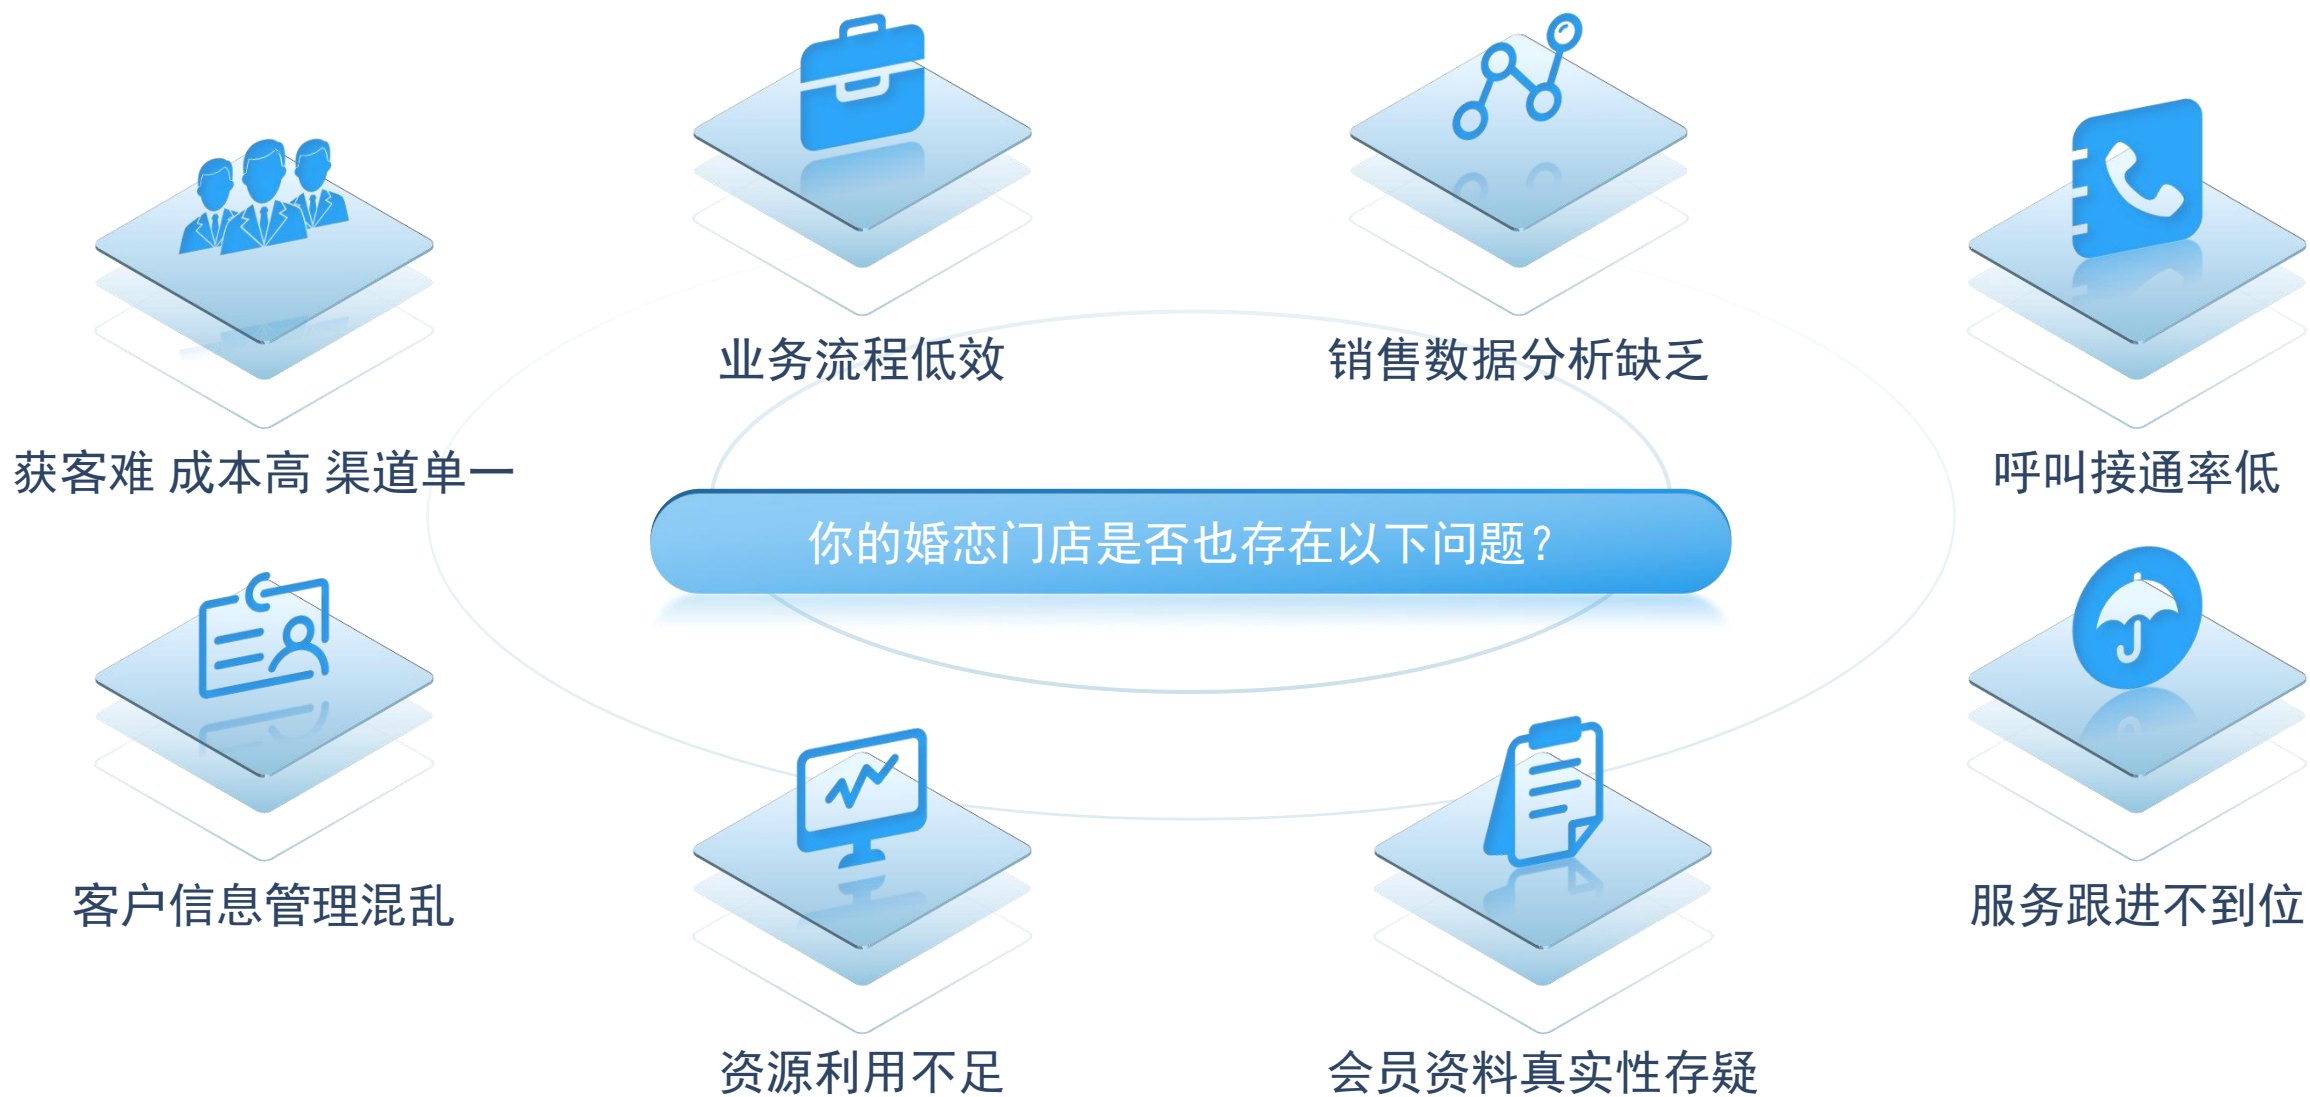 业务流程低效
销售数据分析缺乏
获客难 成本高 渠道单一
呼叫接通率低
你的婚恋门店是否也存在以下问题?
客户信息管理混乱
服务跟进不到位
资源利用不足
会员资料真实性存疑